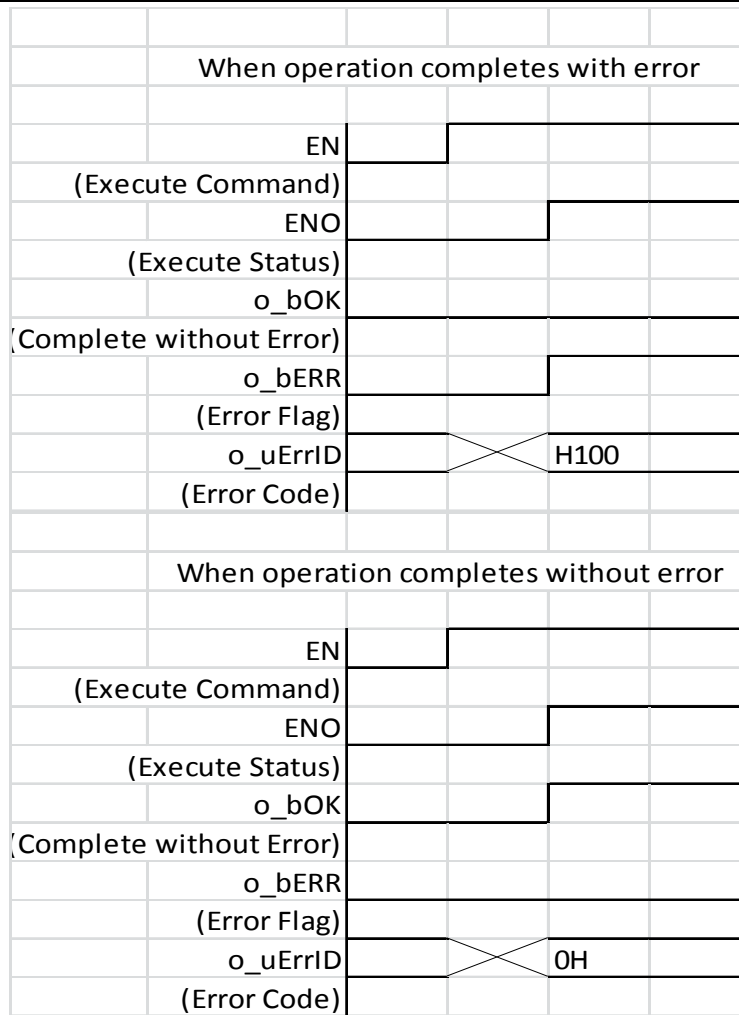 When operation completes with error
EN
(Execute Command)
ENO
(Execute Status)
o_bOK
(Complete without Error)
o_bERR
(Error Flag)
o_uErrID
H100
(Error Code)
When operation completes without error
EN
(Execute Command)
ENO
(Execute Status)
o_bOK
(Complete without Error)
o_bERR
(Error Flag)
o_uErrID
0H
(Error Code)